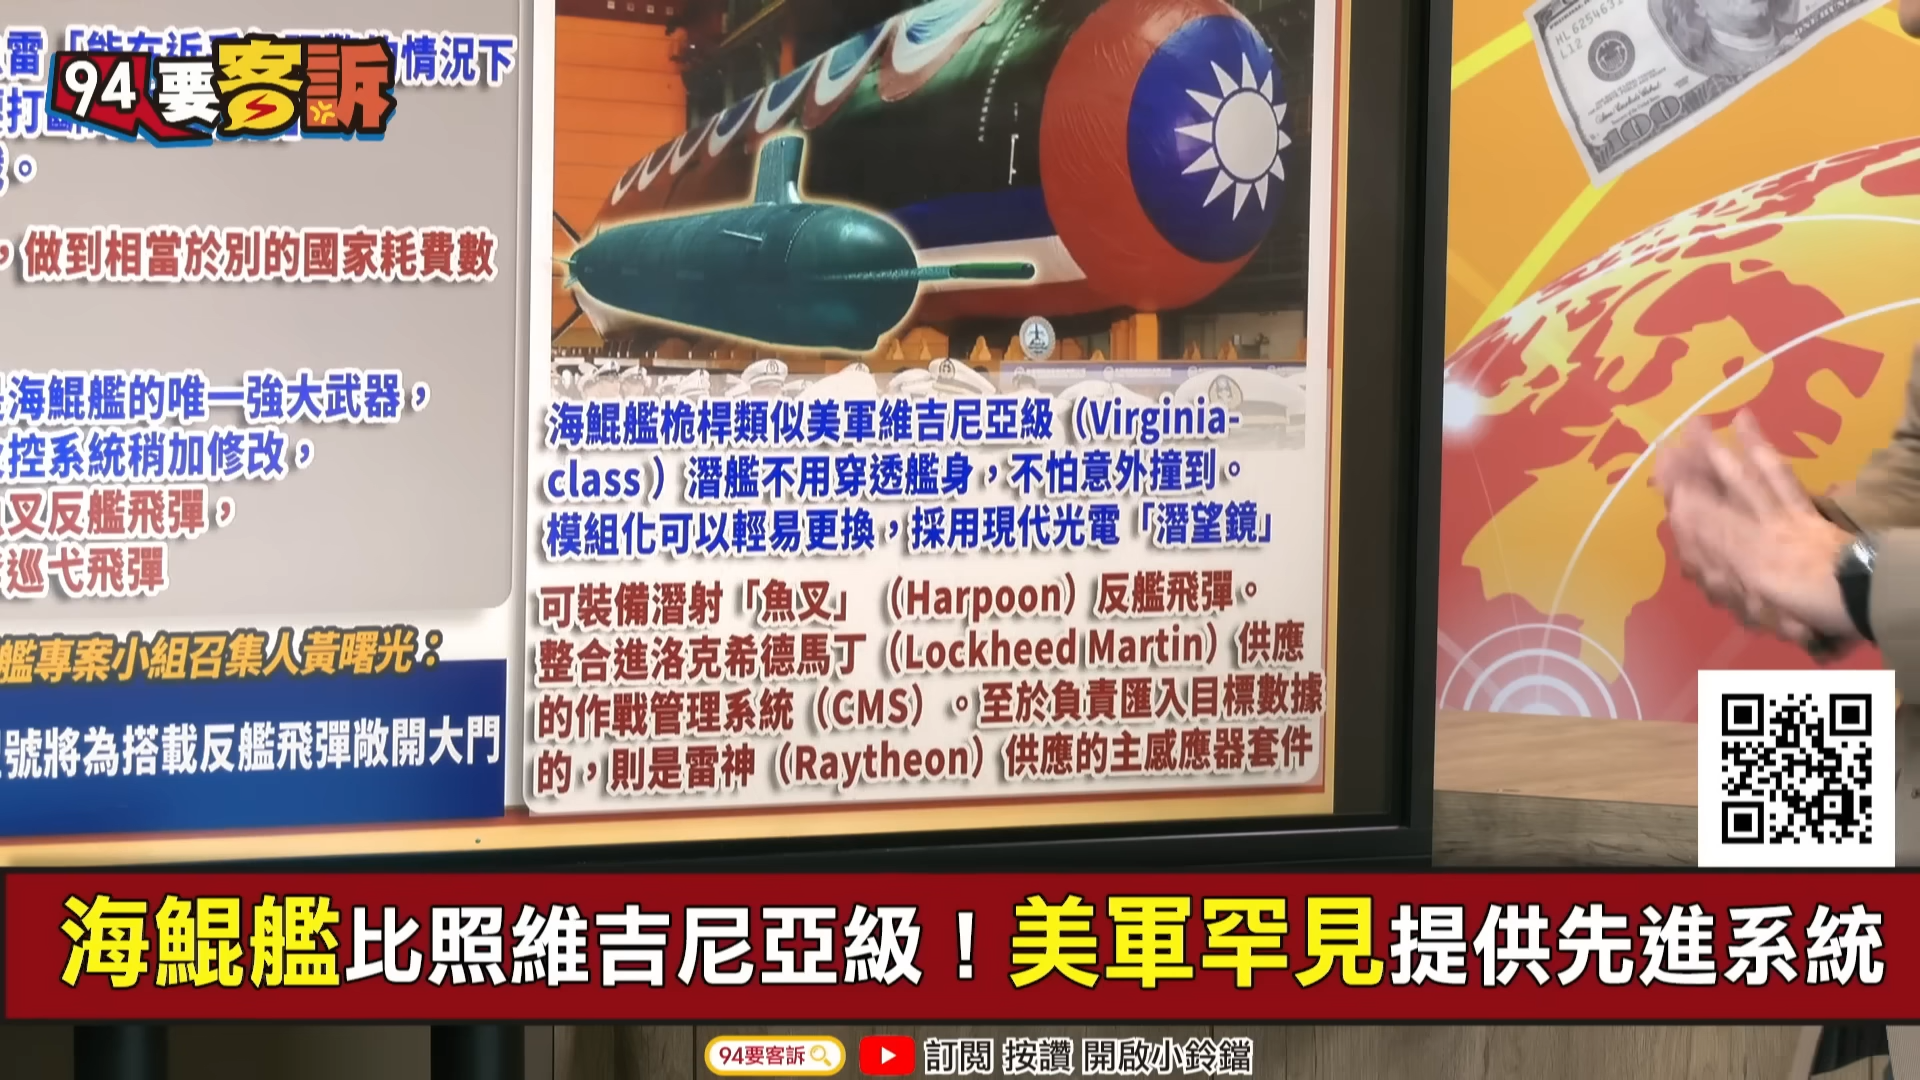 94要客訴
情況下
，做到相當於別的國家耗費數
海鯤艦的唯一強大武器，
控系統稍加修改，
叉反艦飛彈，
巡弋飛彈
艦專案小組召集人黃曙光：
號將為搭載反艦飛彈敞開大門
海鯤艦桅桿類似美軍維吉尼亞級（Virginia-
class）潛艦不用穿透艦身，不怕意外撞到。
模組化可以輕易更換，採用現代光電「潛望鏡」
可裝備潛射「魚叉」（Harpoon）反艦飛彈。
整合進洛克希德馬丁（Lockheed Martin）供應
的作戰管理系統（CMS）。至於負責匯入目標數據
的，則是雷神（Raytheon）供應的主感應器套件
100
海鯤艦比照維吉尼亞級！美軍罕見提供先進系統
94要客訴
訂閱 按讚 開啟小鈴鐺